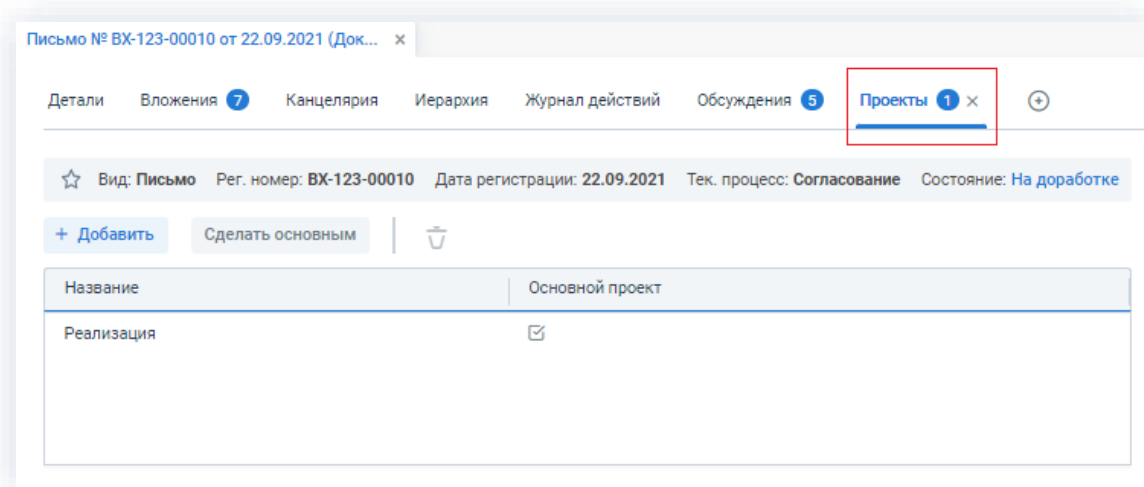 Письмо № ВХ-123-00010 от 22.09.2021 (Док... ×
Детали Вложения 7 Канцелярия Иерархия Журнал действий Обсуждения 5 Проекты 1 ×
Вид: Письмо Рег. номер: ВХ-123-00010 Дата регистрации: 22.09.2021 Тек. процесс: Согласование Состояние: На доработке
+ Добавить Сделать основным
Название Основной проект
Реализация